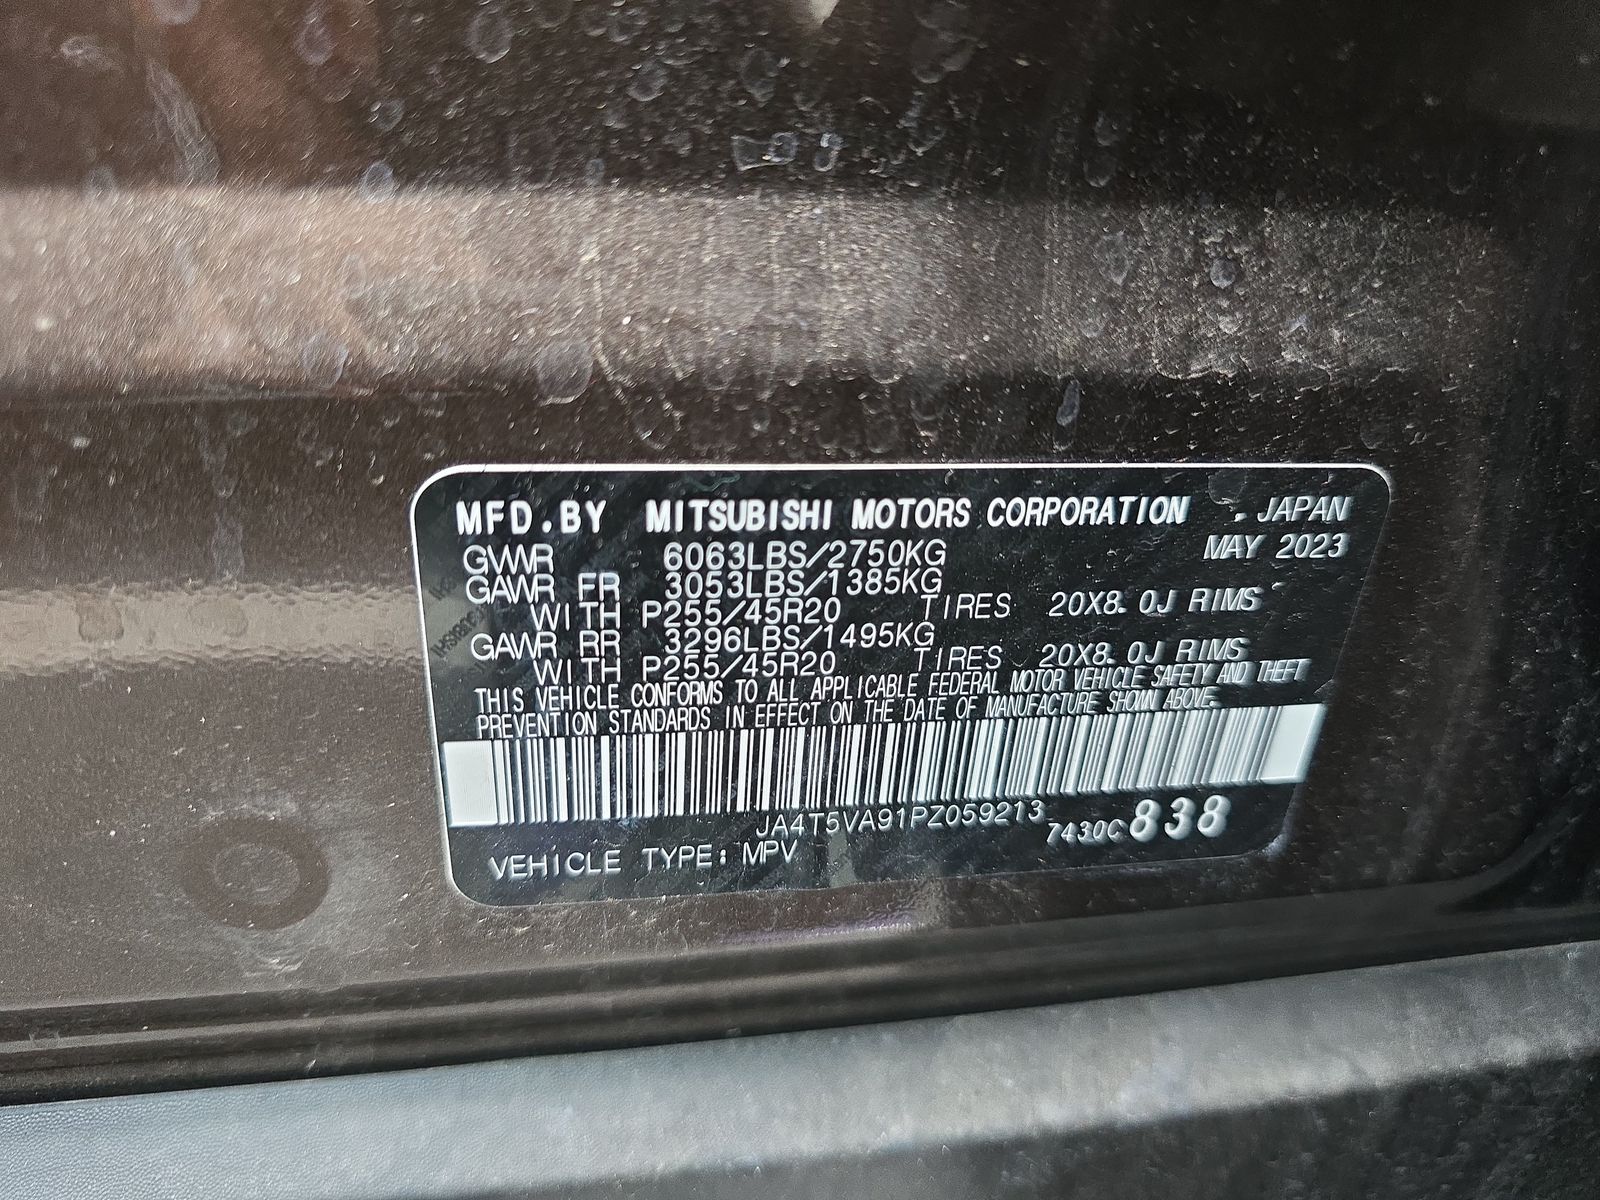 MFD.BY MITSUBISHI MOTORS CORPORATION . JAPAN
GVWR 6063LBS/2750KG MAY 2023
GAWR FR 3053LBS/1385KG
WITH P255/45R20 TIRES 20X8.0J RIMS
GAWR RR 3296LBS/1495KG
WITH P255/45R20 TIRES 20X8.0J RIMS
THIS VEHICLE CONFORMS TO ALL APPLICABLE FEDERAL MOTOR VEHICLE SAFETY AND THEFT
PREVENTION STANDARDS IN EFFECT ON THE DATE OF MANUFACTURE SHOWN ABOVE.
JA4T5VA91PZ059213 7430C838
VEHICLE TYPE: MPV